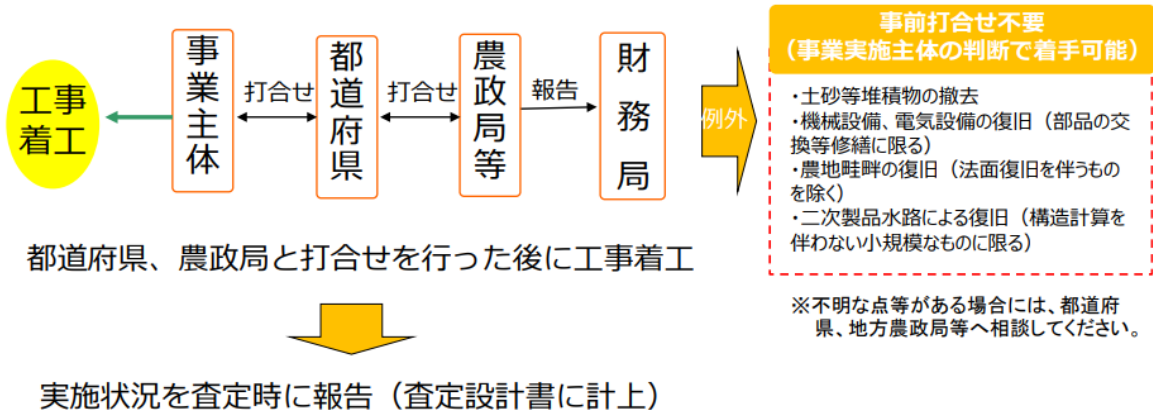 工事
着工
事業主体
打合せ
都道府県
打合せ
農政局等
報告
財務局
例外
事前打合せ不要
（事業実施主体の判断で着手可能）
・土砂等堆積物の撤去
・機械設備、電気設備の復旧（部品の交
換等修繕に限る）
・農地畦畔の復旧（法面復旧を伴うもの
を除く）
・二次製品水路による復旧（構造計算を
伴わない小規模なものに限る）
都道府県、農政局と打合せを行った後に工事着工
※不明な点等がある場合には、都道府
県、地方農政局等へ相談してください。
実施状況を査定時に報告（査定設計書に計上）